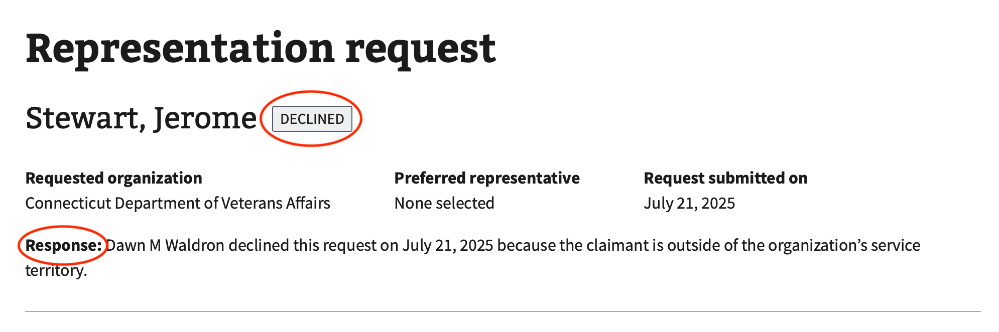 Representation request
Stewart, Jerome DECLINED
Requested organization Preferred representative Request submitted on
Connecticut Department of Veterans Affairs None selected July 21, 2025
Response: Dawn M Waldron declined this request on July 21, 2025 because the claimant is outside of the organization’s service
territory.